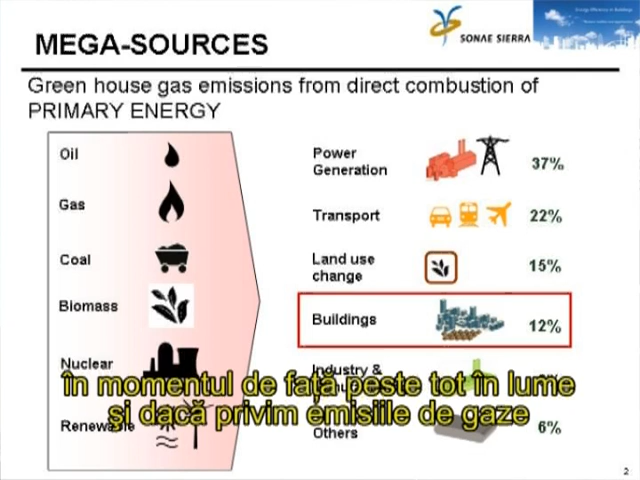 SONAE SIERRA
MEGA-SOURCES
Green house gas emissions from direct combustion of
PRIMARY ENERGY
Oil
Gas
Coal
Biomass
Nuclear
Renewable
Power
Generation
37%
Transport
22%
Land use
change
15%
Buildings
12%
Industry &
Others
6%
în momentul de față peste tot în lume
și dacă privim emisiile de gaze
2